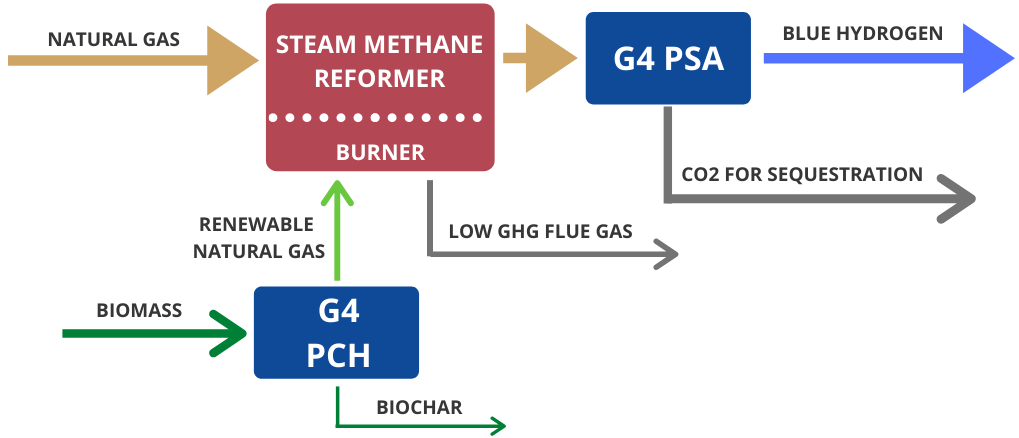 NATURAL GAS
STEAM METHANE
REFORMER
BURNER
G4 PSA
BLUE HYDROGEN
CO2 FOR SEQUESTRATION
RENEWABLE
NATURAL GAS
LOW GHG FLUE GAS
BIOMASS
G4
PCH
BIOCHAR